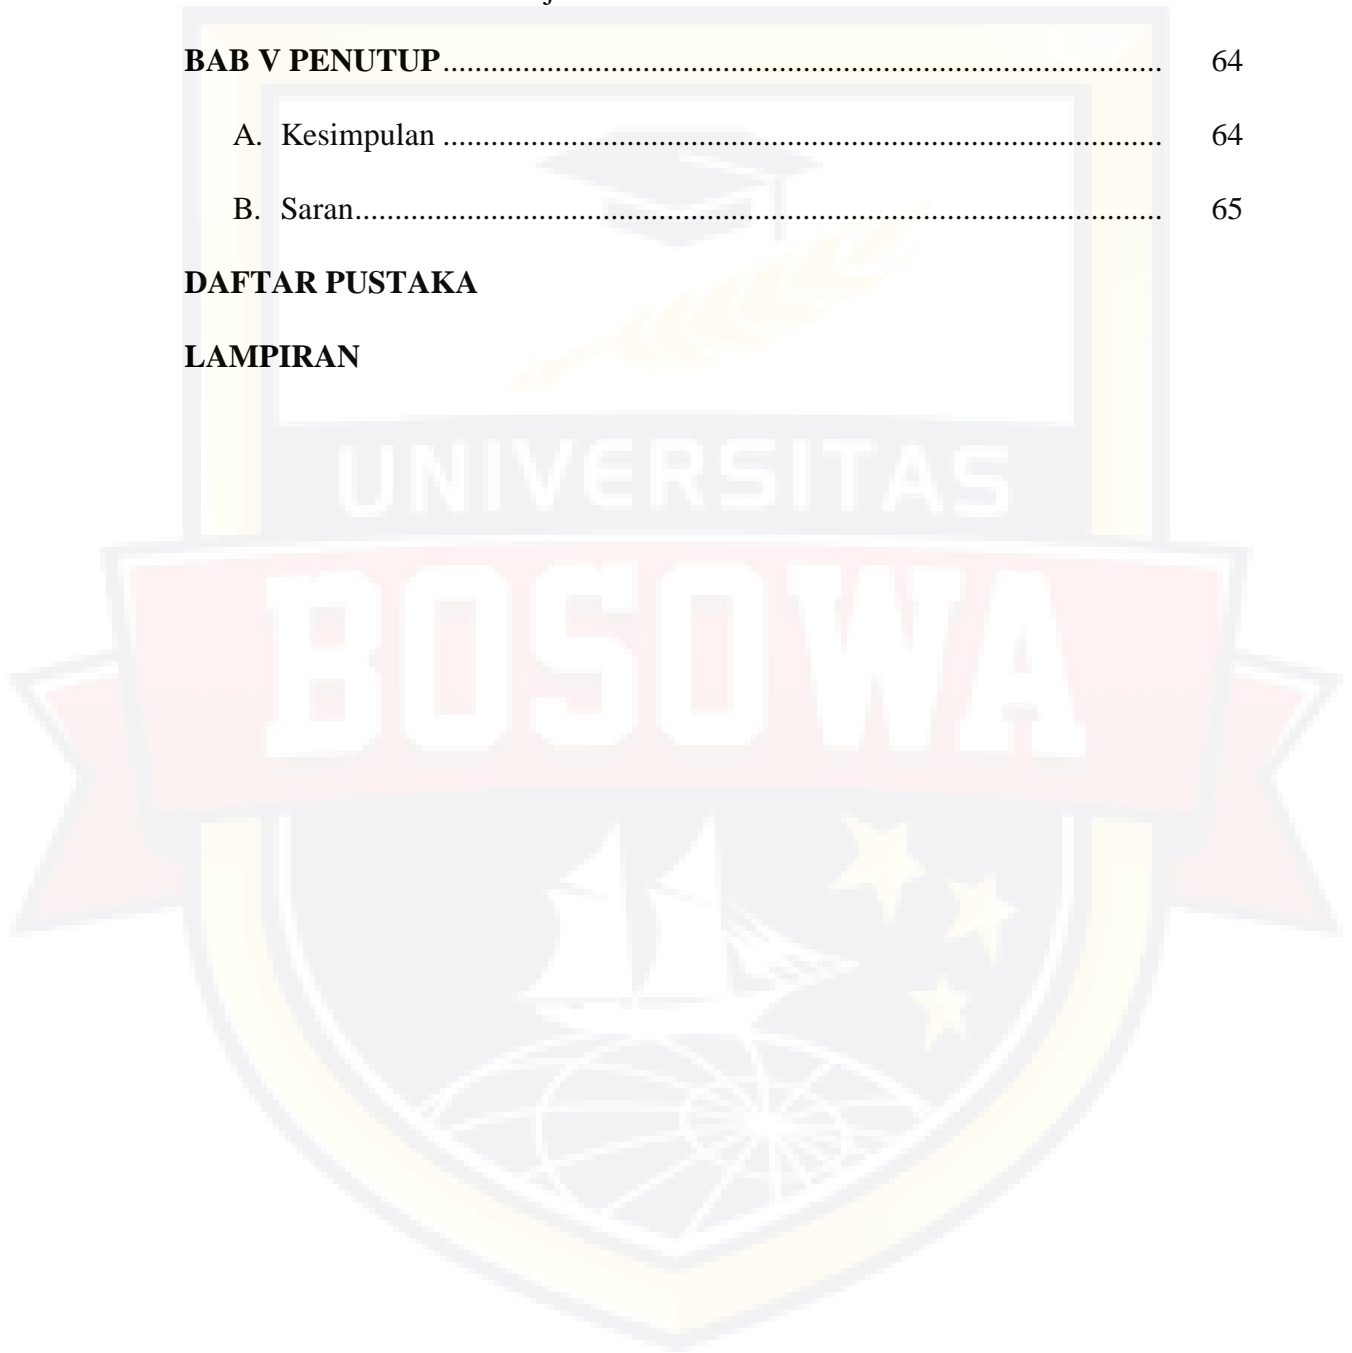 BAB V PENUTUP........................................................................................... 64
A. Kesimpulan ........................................................................................... 64
B. Saran...................................................................................................... 65
DAFTAR PUSTAKA
LAMPIRAN
UNIVERSITAS
BOSOWA